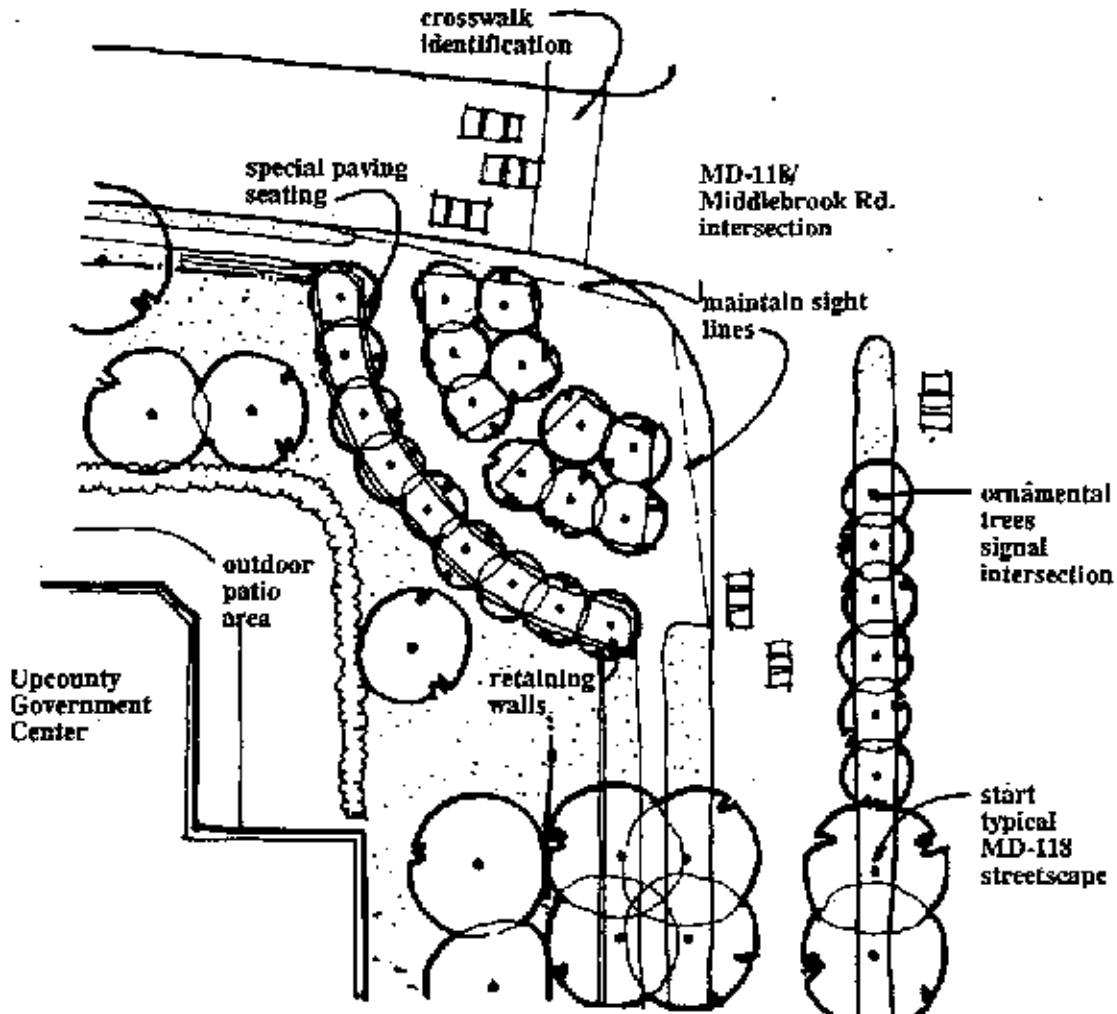 crosswalk
identification
special paving
seating
MD-118/
Middlebrook Rd.
intersection
maintain sight
lines
ornamental
trees
signal
intersection
outdoor
patio
area
Upcounty
Government
Center
retaining
walls
start
typical
MD-118
streetscape